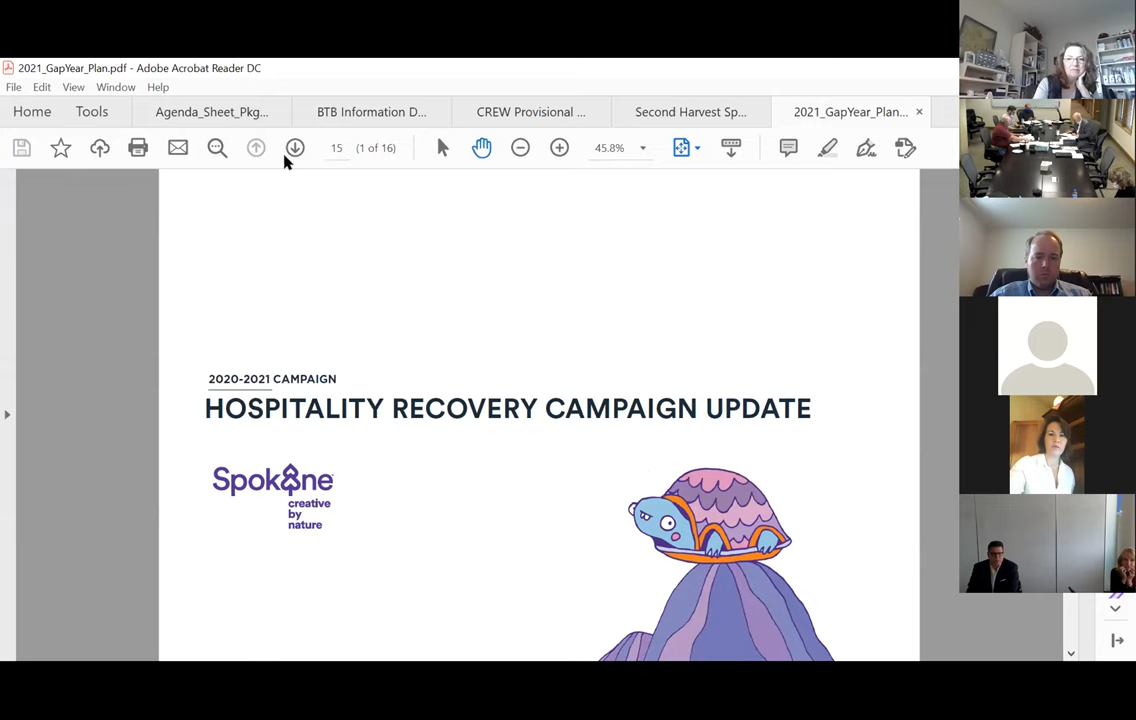 2021_GapYear_Plan.pdf - Adobe Acrobat Reader DC
File Edit View Window Help
Home Tools Agenda_Sheet_Pkg... BTB Information D... CREW Provisional ... Second Harvest Sp... 2021_GapYear_Plan... ×
15 (1 of 16) 45.8%
2020-2021 CAMPAIGN
HOSPITALITY RECOVERY CAMPAIGN UPDATE
Spokane
creative
by
nature